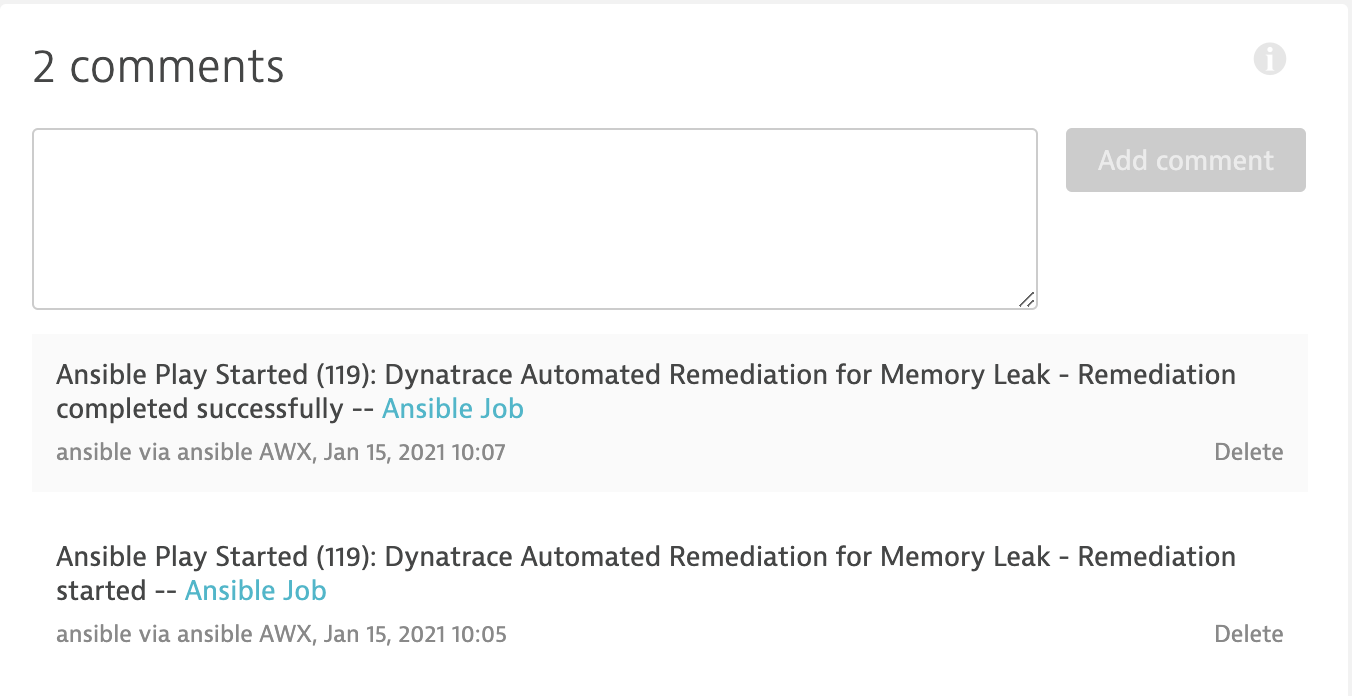 2 comments
Add comment
Ansible Play Started (119): Dynatrace Automated Remediation for Memory Leak - Remediation
completed successfully -- Ansible Job
ansible via ansible AWX, Jan 15, 2021 10:07
Delete
Ansible Play Started (119): Dynatrace Automated Remediation for Memory Leak - Remediation
started -- Ansible Job
ansible via ansible AWX, Jan 15, 2021 10:05
Delete